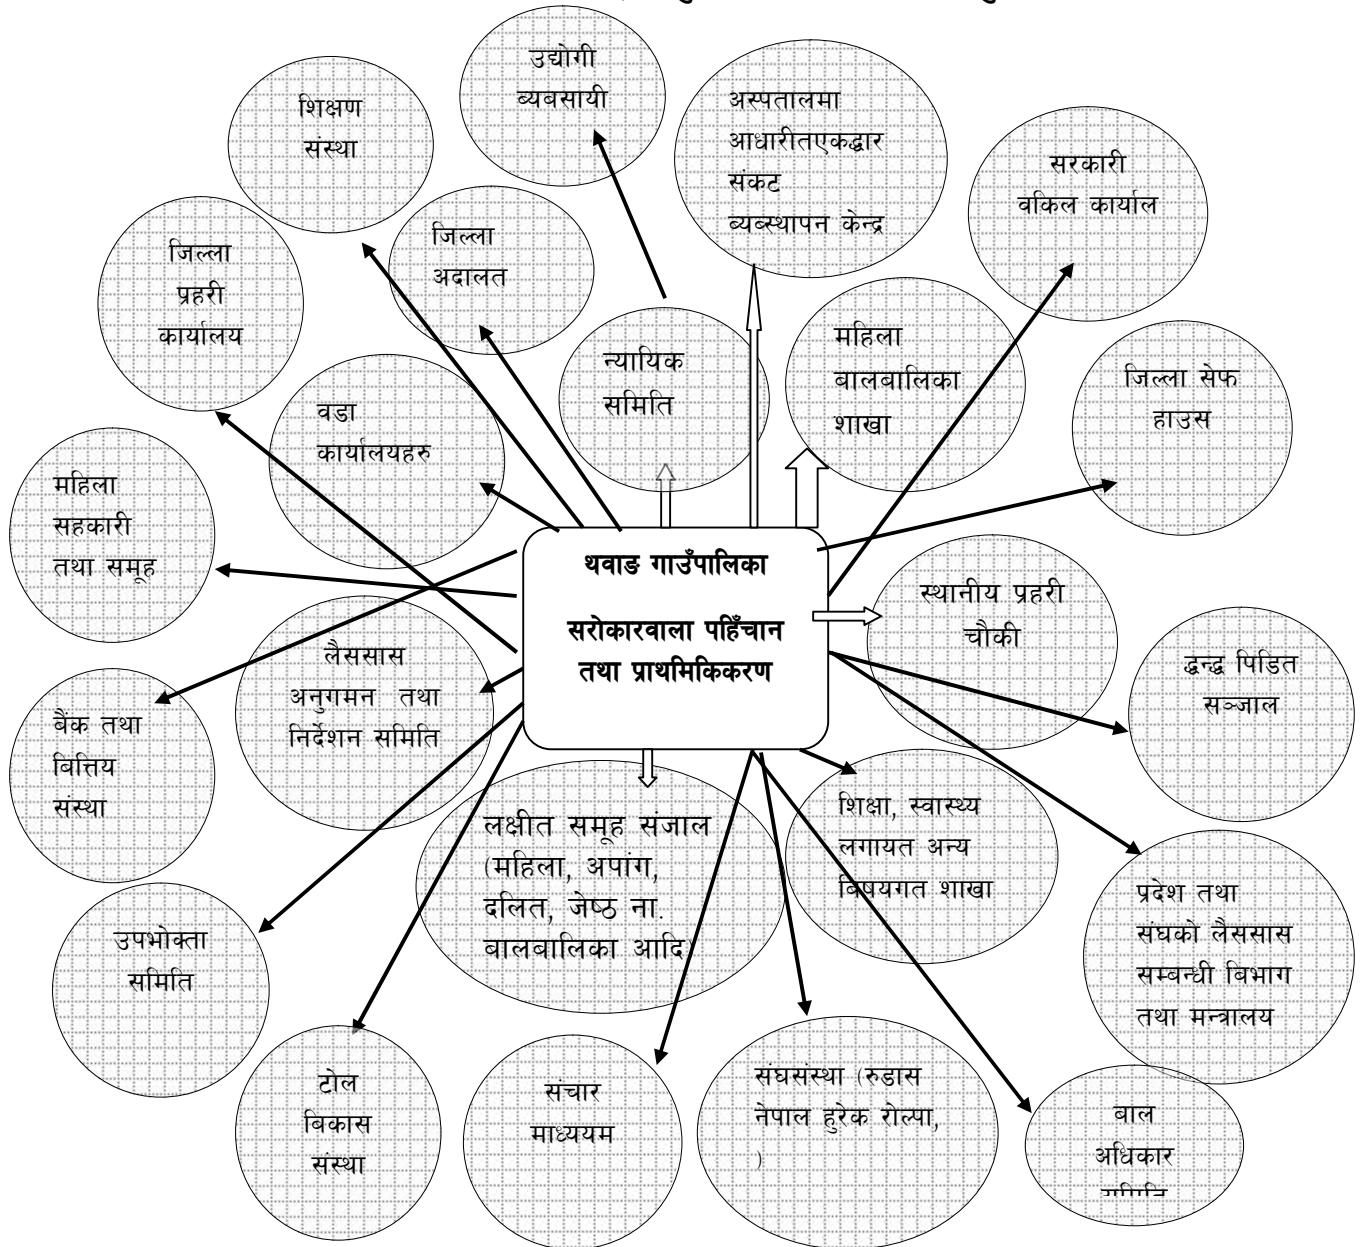 उद्योगी
ब्यबसायी
शिक्षण
संस्था
अस्पतालमा
आधारीतएकद्धार
संकट
ब्यब्स्थापन केन्द्र
सरकारी
वकिल कार्याल
जिल्ला
अदालत
जिल्ला
प्रहरी
कार्यालय
न्यायिक
समिति
महिला
बालबालिका
शाखा
जिल्ला सेफ
हाउस
वडा
कार्यालयहरु
महिला
सहकारी
तथा समूह
थवाङ गाउँपालिका
सरोकारवाला पहिँचान
तथा प्राथमिकिकरण
स्थानीय प्रहरी
चौकी
लैससास
अनुगमन तथा
निर्देशन समिति
द्धन्द्ध पिडित
सञ्जाल
बैंक तथा
बित्तिय
संस्था
लक्षीत समूह संजाल
(महिला, अपांग,
दलित, जेष्ठ ना.
बालबालिका आदि)
शिक्षा, स्वास्थ्य
लगायत अन्य
बिषयगत शाखा
प्रदेश तथा
संघको लैससास
सम्बन्धी बिभाग
तथा मन्त्रालय
उपभोक्ता
समिति
टोल
बिकास
संस्था
संचार
माध्ययम
संघसंस्था (रुडास
नेपाल हुरेक रोल्पा,
)
बाल
अधिकार